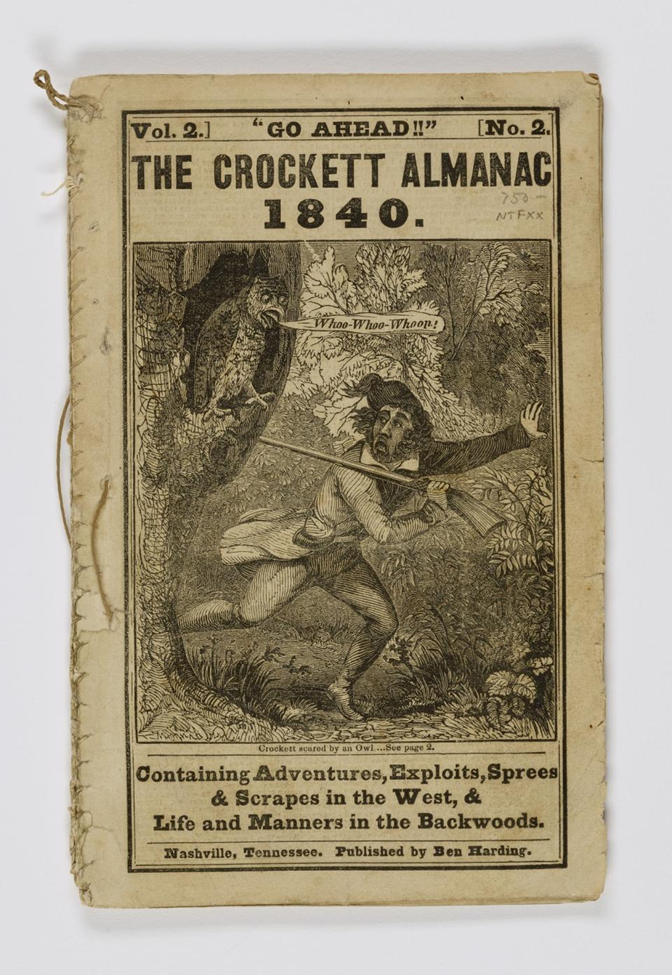 Vol. 2.] "GO AHEAD!!" [No. 2.
THE CROCKETT ALMANAC
1840.
750—
NTFXX
Whoo-Whoo-Whoop!
Crockett scared by an Owl....See page 2.
Containing Adventures, Exploits, Sprees
& Scrapes in the West, &
Life and Manners in the Backwoods.
Nashville, Tennessee. Published by Ben Harding.